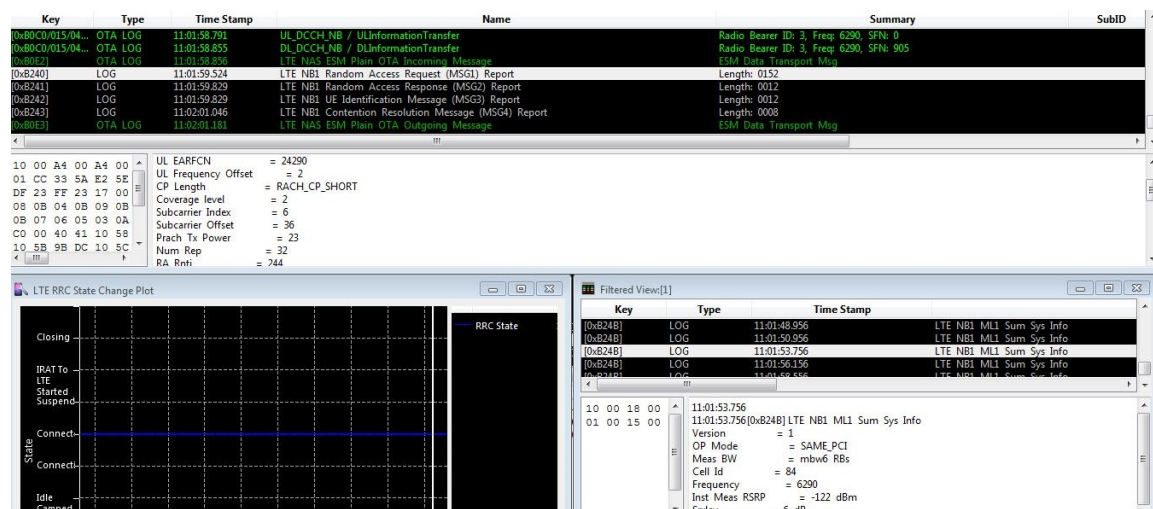 Key Type Time Stamp Name Summary SubID
[0xB0C0/015/04... OTA LOG 11:01:58.791 UL_DCCH_NB / ULInformationTransfer Radio Bearer ID: 3, Freq: 6290, SFN: 0
[0xB0C0/015/04... OTA LOG 11:01:58.855 DL_DCCH_NB / DLInformationTransfer Radio Bearer ID: 3, Freq: 6290, SFN: 905
[0xB0E2] OTA LOG 11:01:58.856 LTE NAS ESM Plain OTA Incoming Message ESM Data Transport Msg
[0xB240] LOG 11:01:59.524 LTE NB1 Random Access Request (MSG1) Report Length: 0152
[0xB241] LOG 11:01:59.829 LTE NB1 Random Access Response (MSG2) Report Length: 0012
[0xB242] LOG 11:01:59.829 LTE NB1 UE Identification Message (MSG3) Report Length: 0012
[0xB243] LOG 11:02:01.046 LTE NB1 Contention Resolution Message (MSG4) Report Length: 0008
[0xB0E3] OTA LOG 11:02:01.181 LTE NAS ESM Plain OTA Outgoing Message ESM Data Transport Msg
10 00 A4 00 A4 00
01 CC 33 5A E2 5E
DF 23 FF 23 17 00
08 0B 04 0B 09 0B
0B 07 06 05 03 0A
C0 00 40 41 10 58
10 5B 9B DC 10 5C
UL EARFCN = 24290
UL Frequency Offset = 2
CP Length = RACH_CP_SHORT
Coverage level = 2
Subcarrier Index = 6
Subcarrier Offset = 36
Prach Tx Power = 23
Num Rep = 32
RA Rnti = 244
LTE RRC State Change Plot
RRC State
State
Closing
IRAT To
LTE
Started
Suspend
Connect
Connecti
Idle
Camped
Filtered View:[1]
Key Type Time Stamp
[0xB24B] LOG 11:01:48.956 LTE NB1 ML1 Sum Sys Info
[0xB24B] LOG 11:01:50.956 LTE NB1 ML1 Sum Sys Info
[0xB24B] LOG 11:01:53.756 LTE NB1 ML1 Sum Sys Info
[0xB24B] LOG 11:01:56.156 LTE NB1 ML1 Sum Sys Info
[0xB24B] LOG 11:01:58.556 LTE NB1 ML1 Sum Sys Info
10 00 18 00
01 00 15 00
11:01:53.756
11:01:53.756[0xB24B] LTE NB1 ML1 Sum Sys Info
Version = 1
OP Mode = SAME_PCI
Meas BW = mbw6 RBs
Cell Id = 84
Frequency = 6290
Inst Meas RSRP = -122 dBm